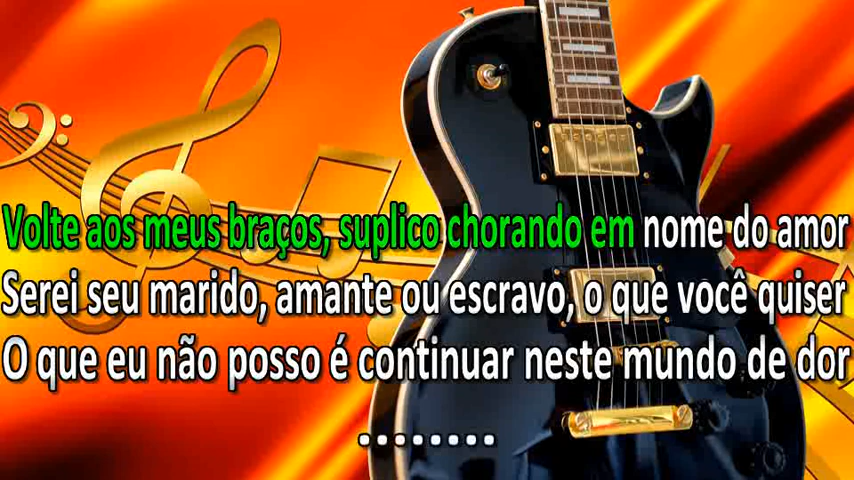 Volte aos meus braços, suplico chorando em nome do amor
Serei seu marido, amante ou escravo, o que você quiser
O que eu não posso é continuar neste mundo de dor
........